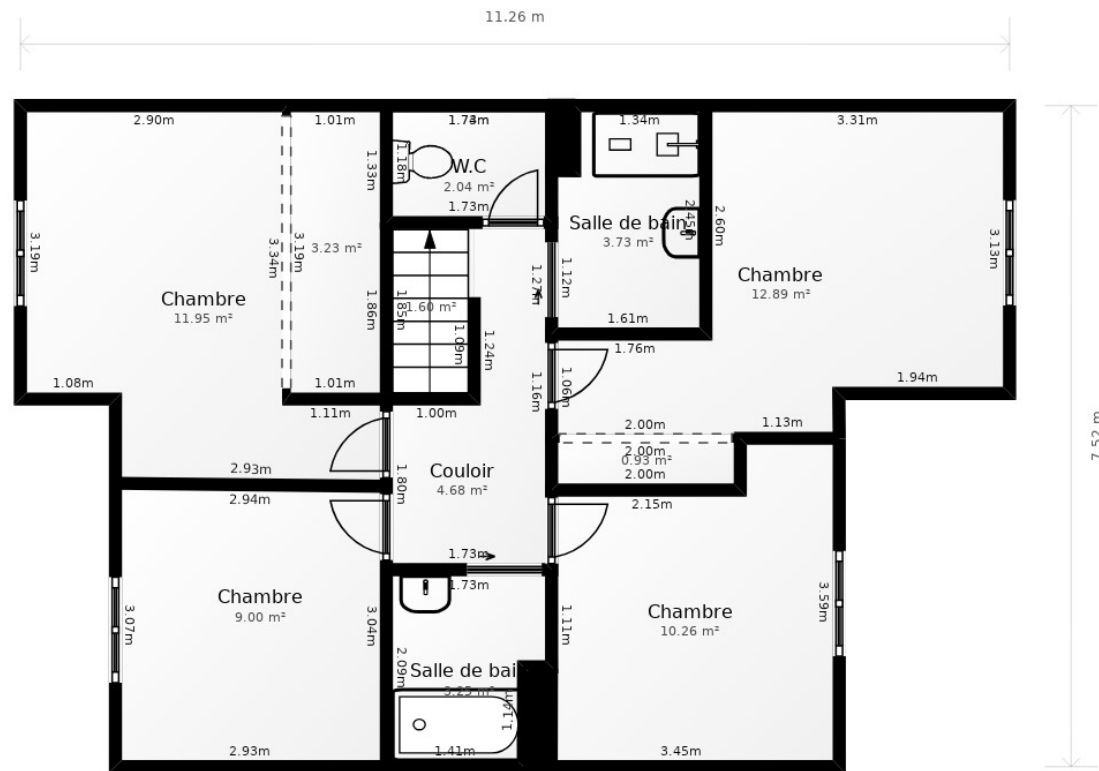 11.26 m
2.90m
1.01m
1.34m
3.31m
1.33m
1.18m
W.C
2.04 m²
1.73m
Salle de bain
3.73 m²
2.60m
3.13m
3.19m
3.34m
3.19m
3.23 m²
Chambre
11.95 m²
Chambre
12.89 m²
1.27m
1.12m
1.86m
1.85m
1.60 m²
1.09m
1.24m
1.61m
1.76m
1.08m
1.01m
1.16m
1.06m
1.94m
1.11m
1.00m
2.00m
1.13m
2.00m
0.93 m²
2.00m
7.52 m
2.93m
Couloir
4.68 m²
1.80m
2.94m
2.15m
1.73m
1.73m
Chambre
9.00 m²
3.07m
3.04m
1.11m
Chambre
10.26 m²
3.59m
2.09m
Salle de bai
1.14m
2.93m
1.41m
3.45m